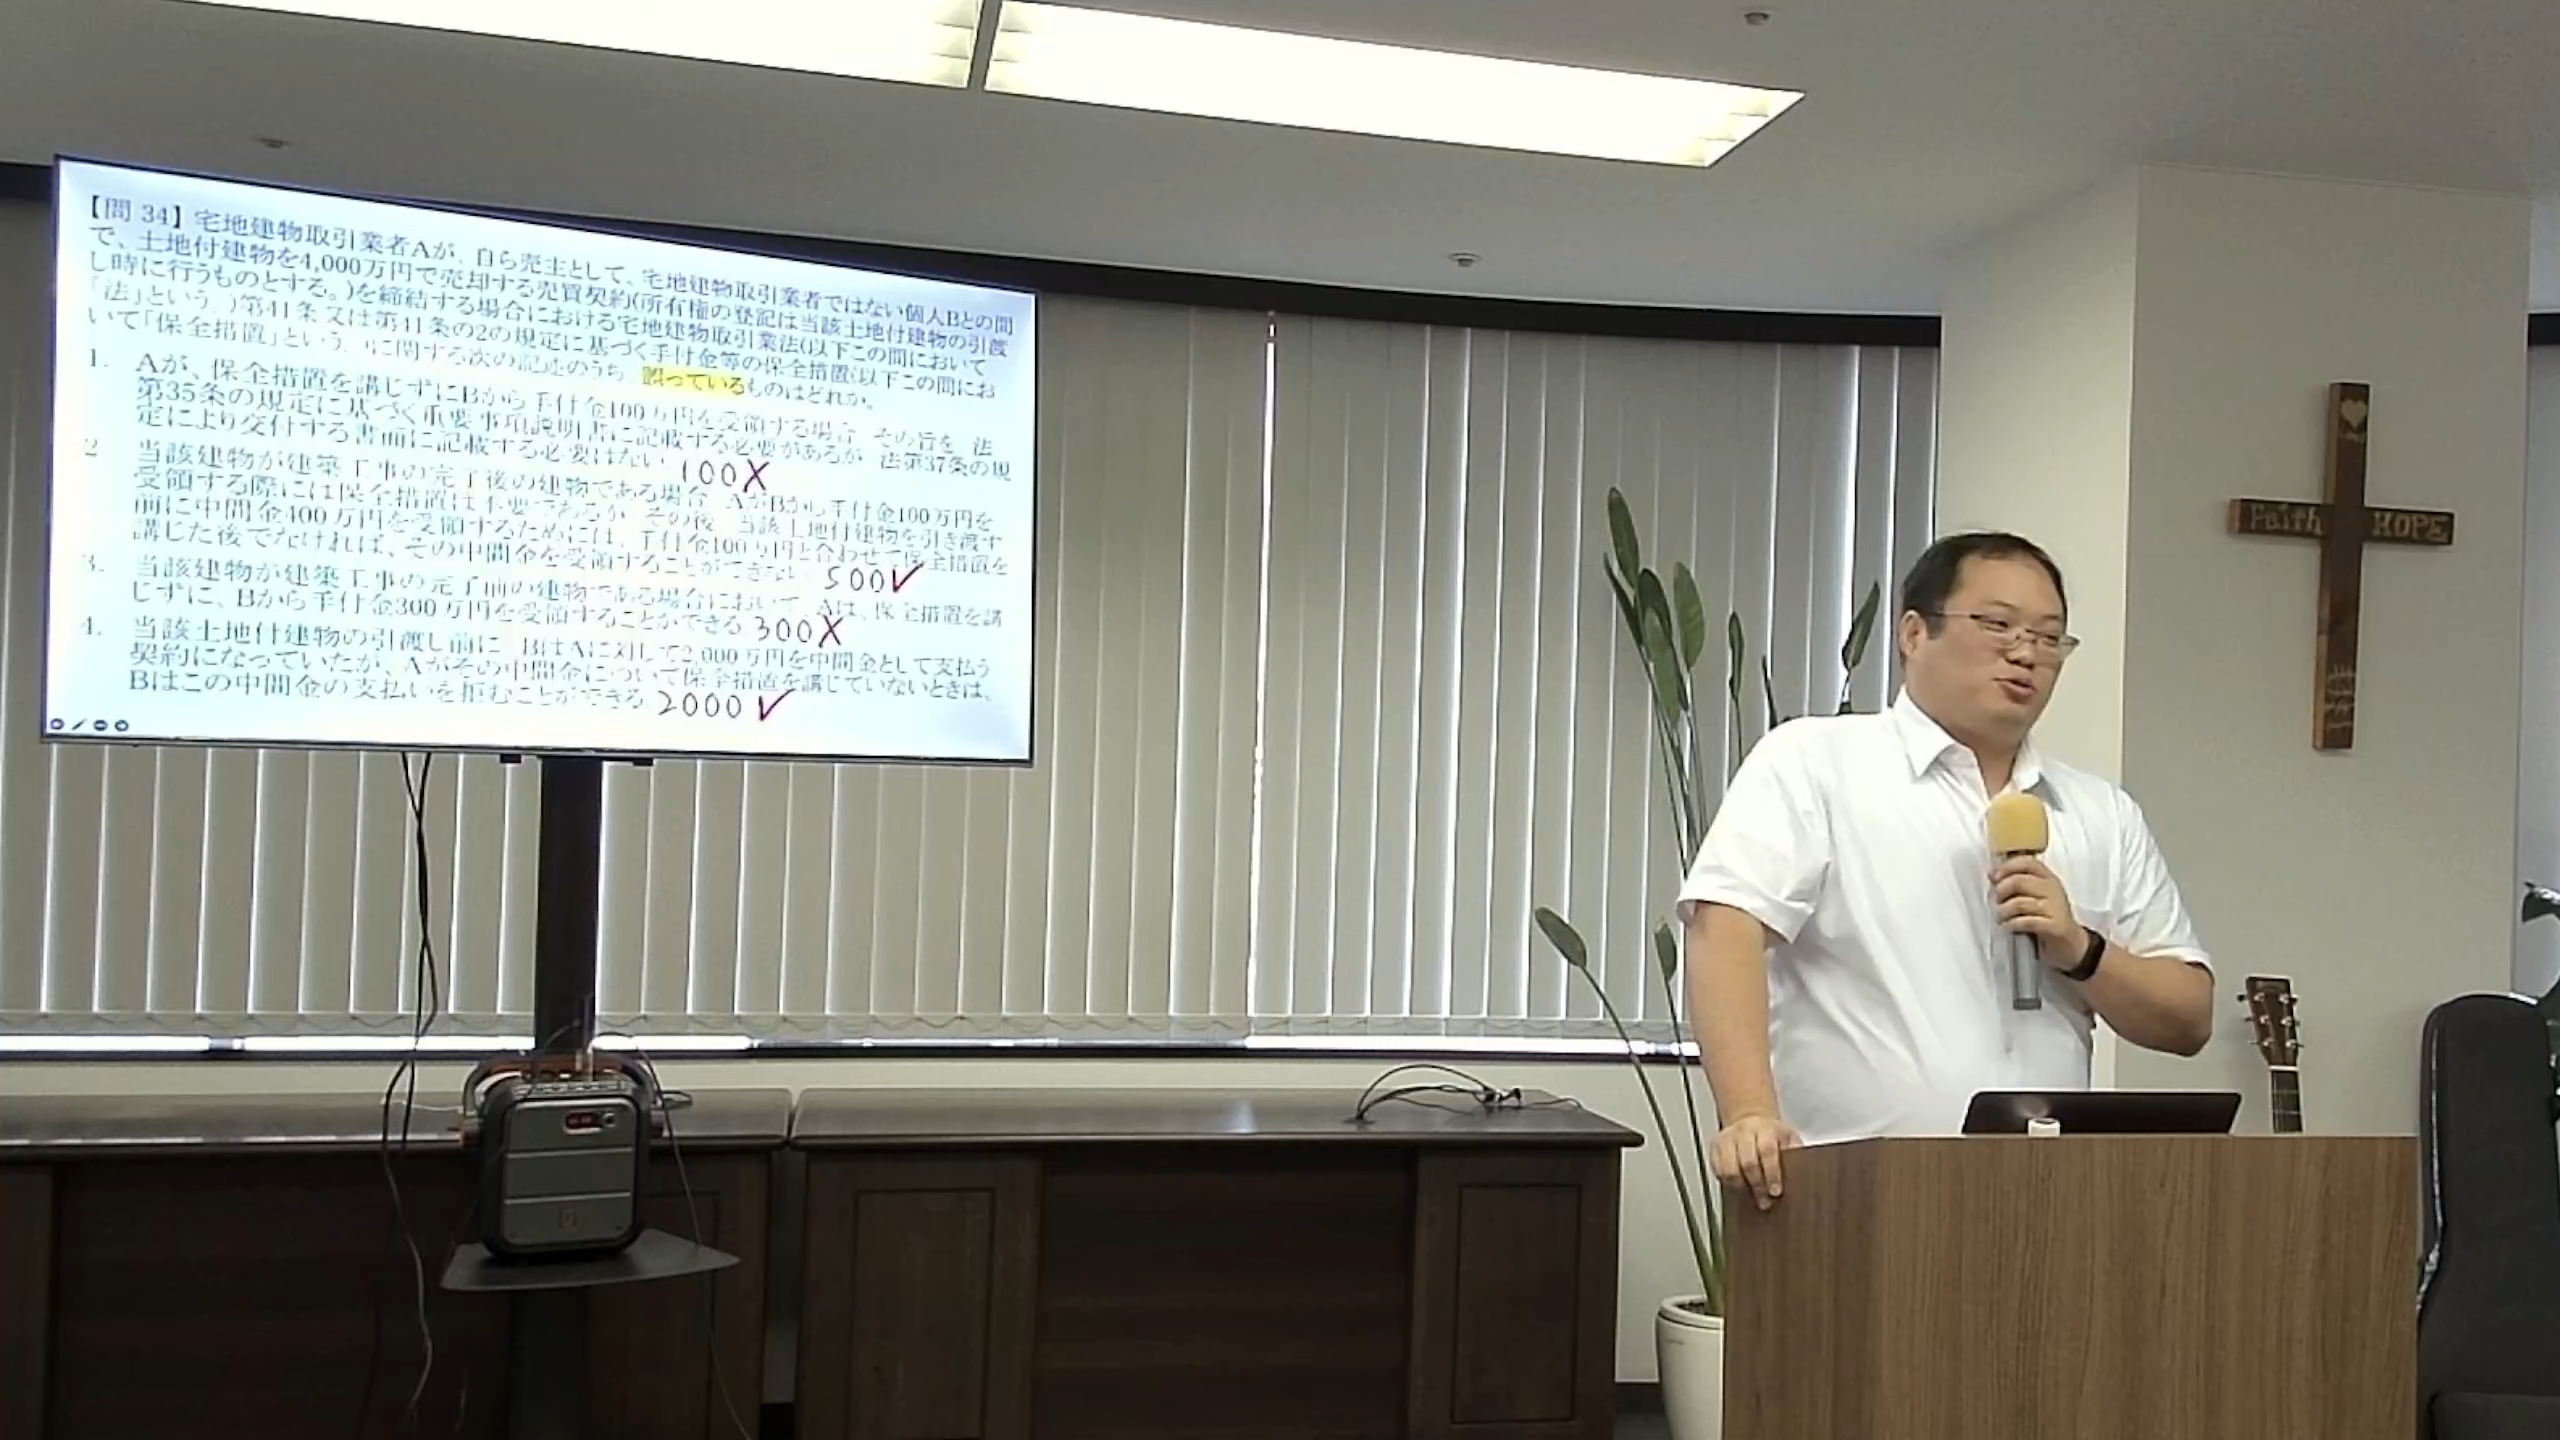 【問 34】宅地建物取引業者Aが、自ら売主として、宅地建物取引業者ではない個人Bとの間
で、土地付建物を4,000万円で売却する売買契約(所有権の登記は当該土地付建物の引渡
し時に行うものとする。)を締結する場合における宅地建物取引業法(以下この問において
「法」という。)第41条又は第41条の2の規定に基づく手付金等の保全措置(以下この問にお
いて「保全措置」という。)に関する次の記述のうち、誤っているものはどれか。
1. Aが、保全措置を講じずにBから手付金100万円を受領する場合、その旨を、法
第35条の規定に基づく重要事項説明書に記載する必要があるが、法第37条の規
定により交付する書面に記載する必要はない。 100X
2 当該建物が建築工事の完了後の建物である場合、AがBから手付金100万円を
受領する際には保全措置は不要であるが、その後、当該土地付建物を引き渡す
前に中間金400万円を受領するためには、手付金100万円と合わせて保全措置を
講じた後でなければ、その中間金を受領することができない。 500✓
3. 当該建物が建築工事の完了前の建物である場合において、Aは、保全措置を講
じずに、Bから手付金300万円を受領することができる。 300X
4. 当該土地付建物の引渡し前に、BはAに対して2,000万円を中間金として支払う
契約になっていたが、Aがその中間金について保全措置を講じていないときは、
Bはこの中間金の支払いを拒むことができる。 2000✓
Faith HOPE